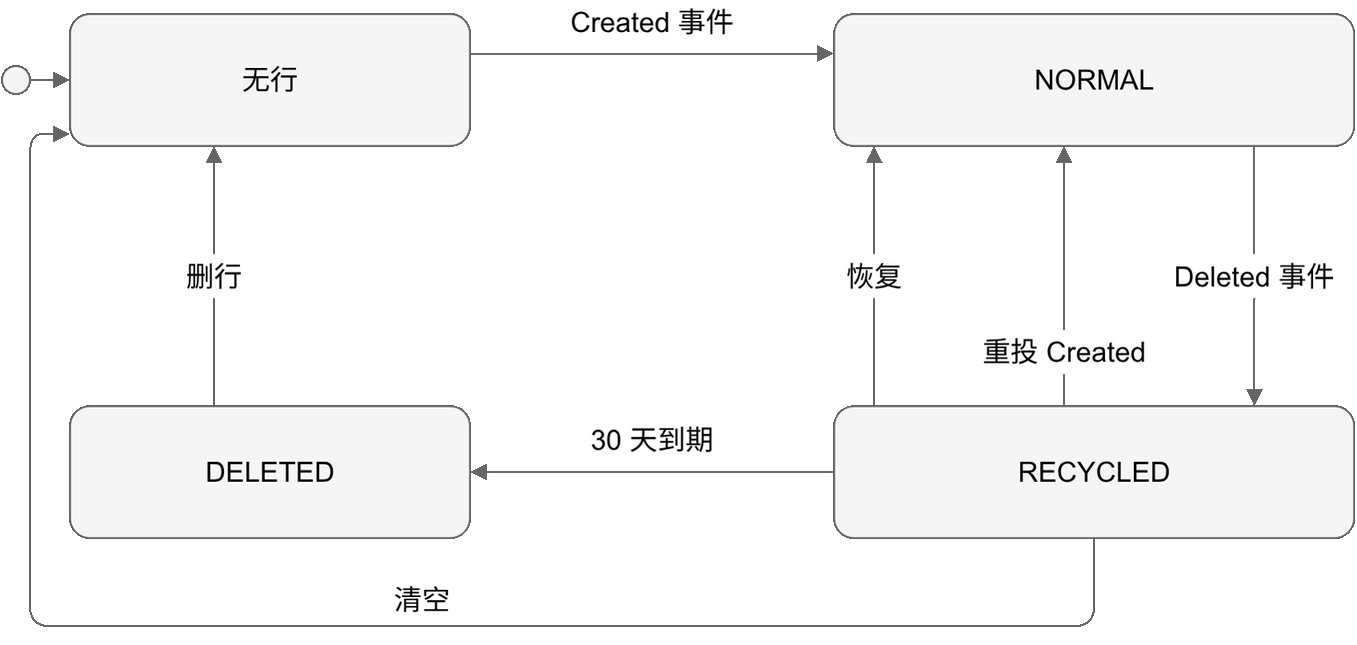 Created 事件
无行
NORMAL
删行
恢复
Deleted 事件
重投 Created
30 天到期
DELETED
RECYCLED
清空